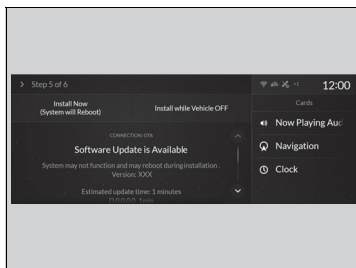 Step 5 of 6
12:00
Install Now
(System will Reboot)
Install while Vehicle OFF
Cards
CONNECTION: OTA
Now Playing Aud
Software Update is Available
Navigation
System may not function and may reboot during installation.
Version: XXX
Clock
Estimated update time: 1 minutes